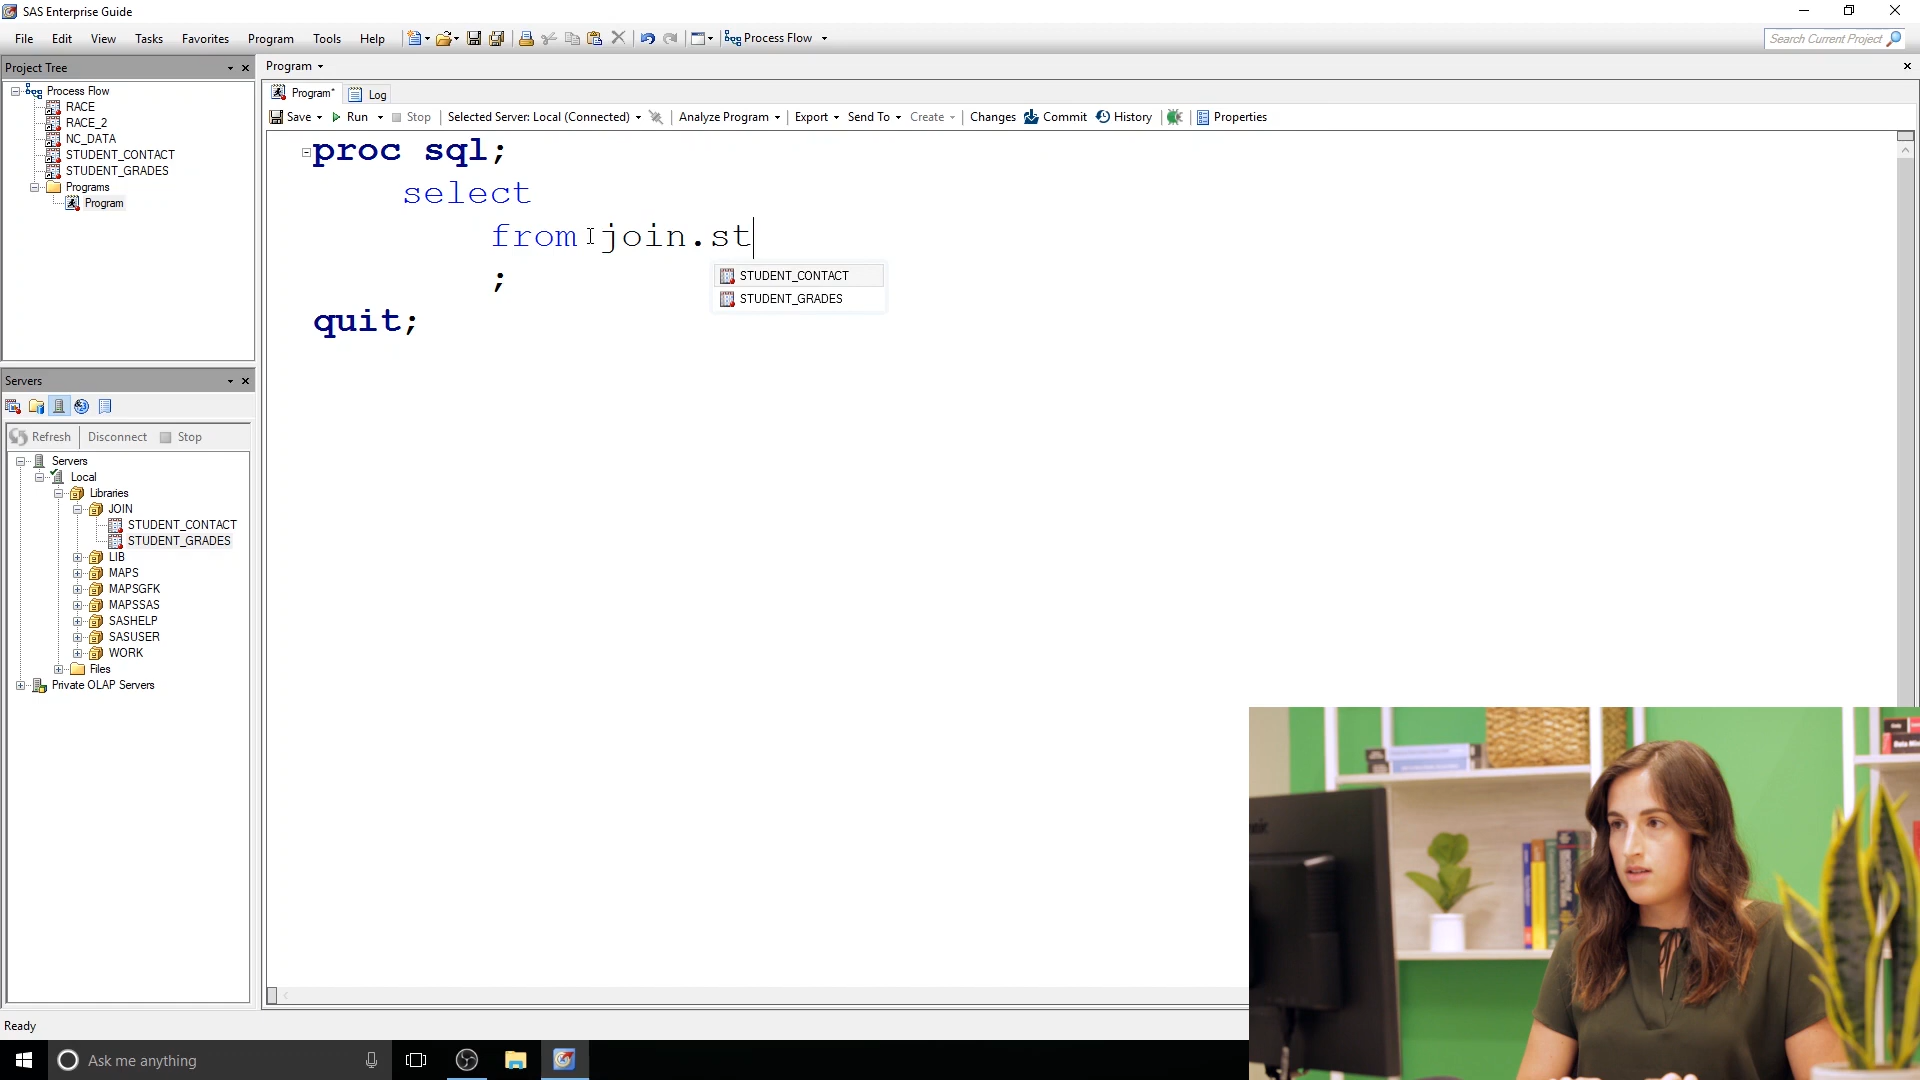 SAS Enterprise Guide
File Edit View Tasks Favorites Program Tools Help Process Flow Search Current Project
Project Tree
Process Flow
RACE
RACE_2
NC_DATA
STUDENT_CONTACT
STUDENT_GRADES
Programs
Program
Program
Program* Log
Save Run Stop Selected Server: Local (Connected) Analyze Program Export Send To Create Changes Commit History Properties
proc sql;
select
from join.st
;
quit;
STUDENT_CONTACT
STUDENT_GRADES
Servers
Refresh Disconnect Stop
Servers
Local
Libraries
JOIN
STUDENT_CONTACT
STUDENT_GRADES
LIB
MAPS
MAPSGFK
MAPSSAS
SASHELP
SASUSER
WORK
Files
Private OLAP Servers
Ready
Ask me anything